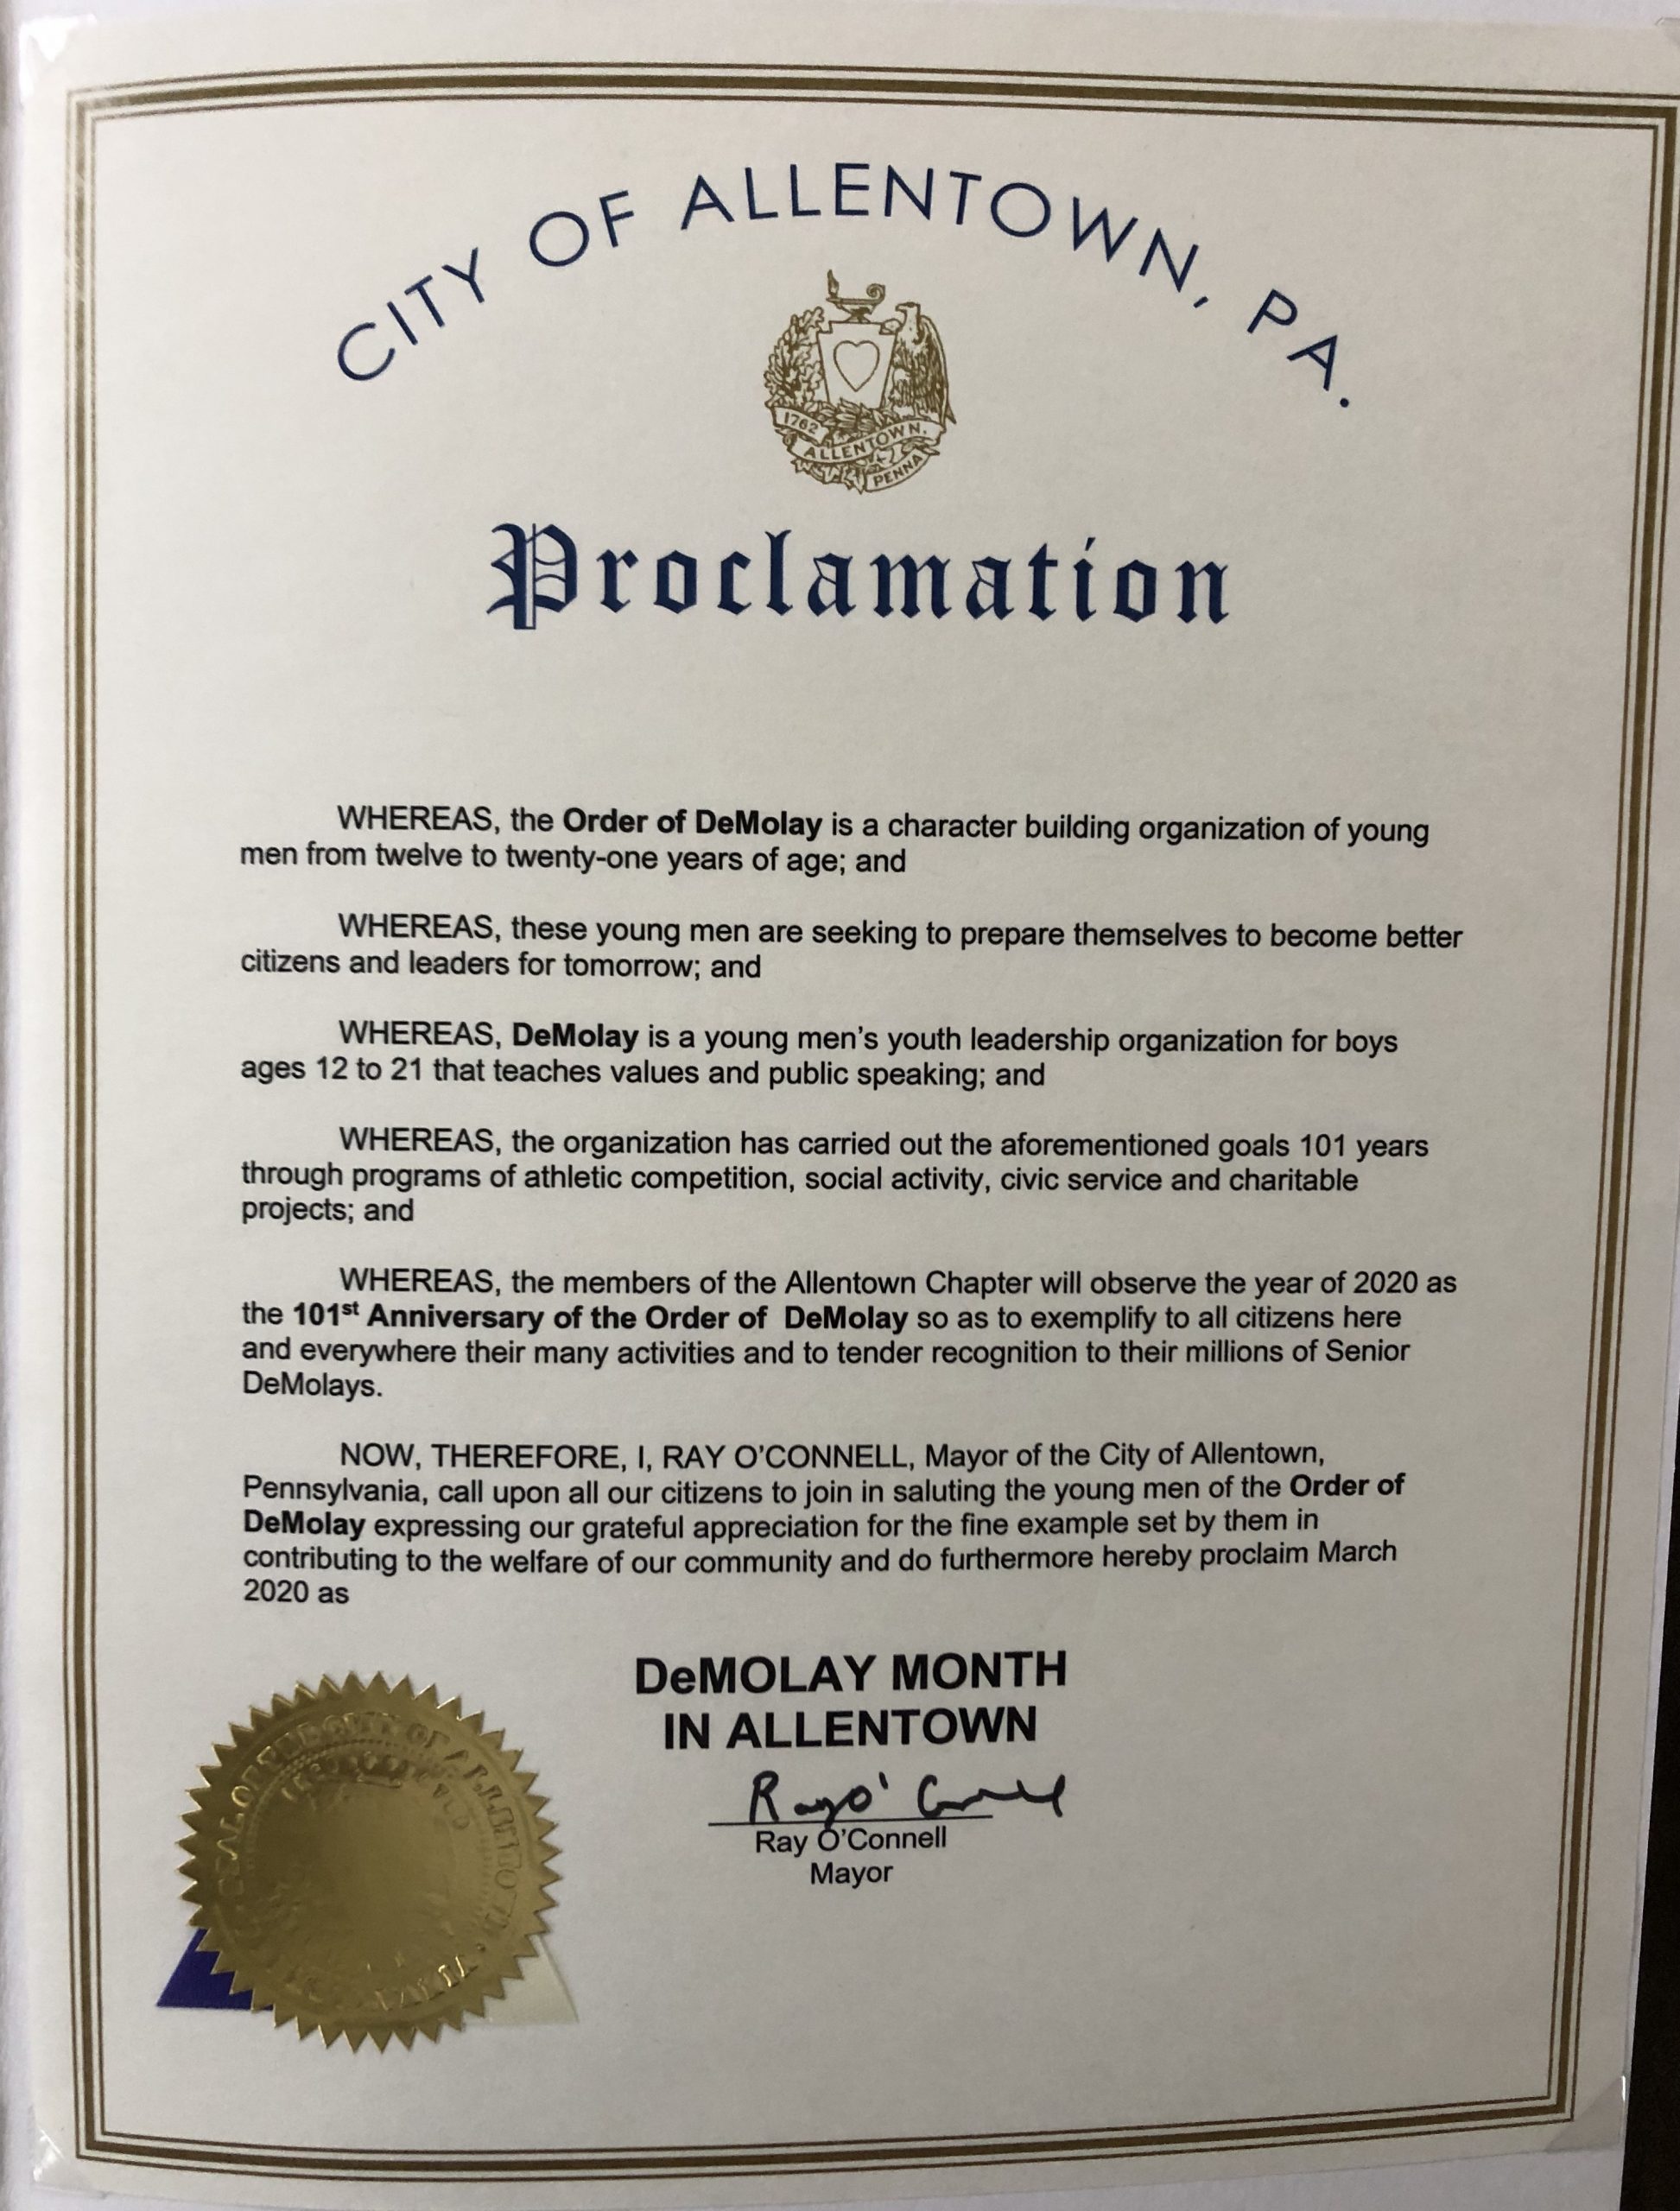 CITY OF ALLENTOWN, PA.
1762
ALLENTOWN.
PENNA
Proclamation
WHEREAS, the Order of DeMolay is a character building organization of young
men from twelve to twenty-one years of age; and
WHEREAS, these young men are seeking to prepare themselves to become better
citizens and leaders for tomorrow; and
WHEREAS, DeMolay is a young men's youth leadership organization for boys
ages 12 to 21 that teaches values and public speaking; and
WHEREAS, the organization has carried out the aforementioned goals 101 years
through programs of athletic competition, social activity, civic service and charitable
projects; and
WHEREAS, the members of the Allentown Chapter will observe the year of 2020 as
the 101st Anniversary of the Order of DeMolay so as to exemplify to all citizens here
and everywhere their many activities and to tender recognition to their millions of Senior
DeMolays.
NOW, THEREFORE, I, RAY O'CONNELL, Mayor of the City of Allentown,
Pennsylvania, call upon all our citizens to join in saluting the young men of the Order of
DeMolay expressing our grateful appreciation for the fine example set by them in
contributing to the welfare of our community and do furthermore hereby proclaim March
2020 as
DeMOLAY MONTH
IN ALLENTOWN
Ray O'Connell
Ray O'Connell
Mayor